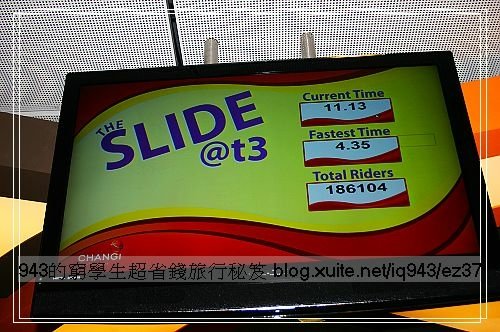 THE
SLIDE
@t3
Current Time
11.13
Fastest Time
4.35
Total Riders
186104
CHANGI
943的窮學生超省錢旅行秘笈 blog.xuite.net/iq943/ez37